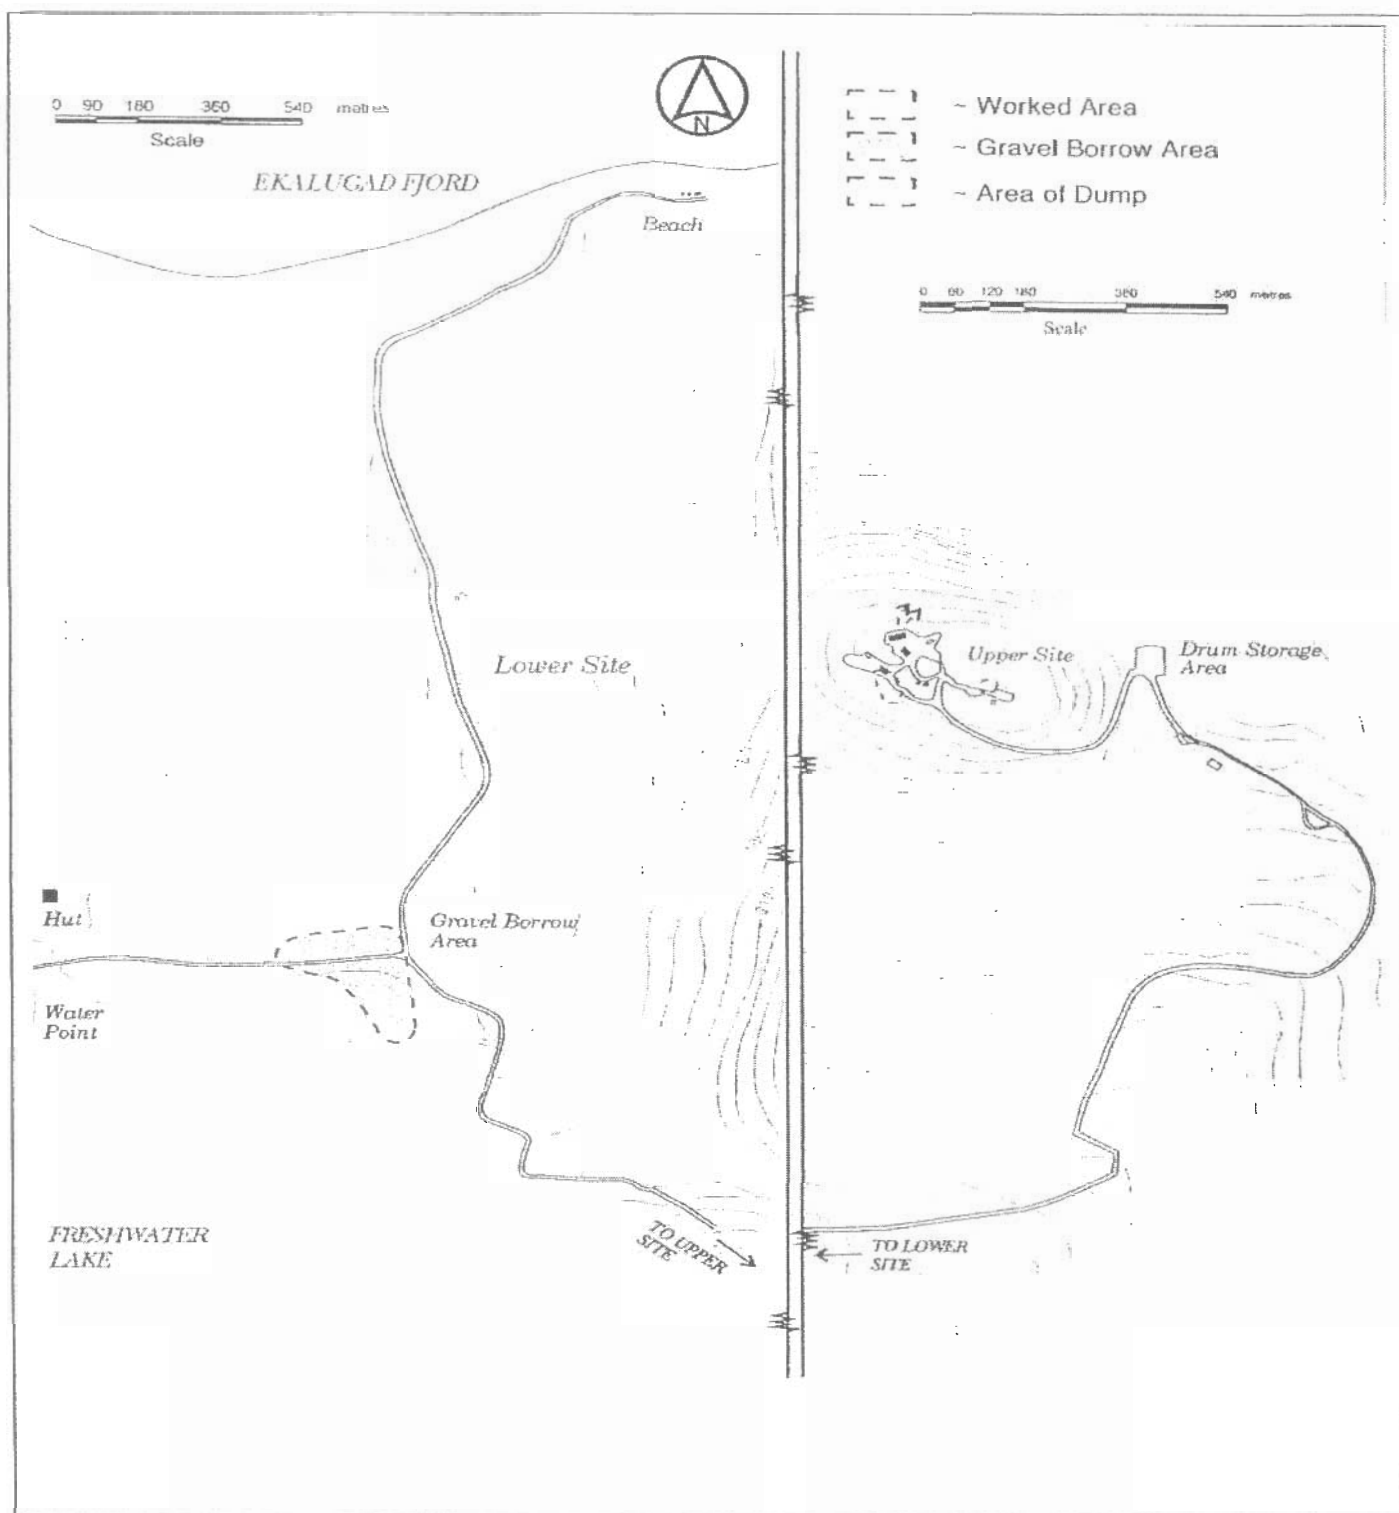 0 90 180 360 540 metres
Scale
EKALUGAD FJORD
Beach
N
~ Worked Area
~ Gravel Borrow Area
~ Area of Dump
0 60 120 180 360 540 metres
Scale
Lower Site
Upper Site
Drum Storage
Area
Hut
Gravel Borrow
Area
Water
Point
FRESHWATER
LAKE
TO UPPER
SITE
TO LOWER
SITE